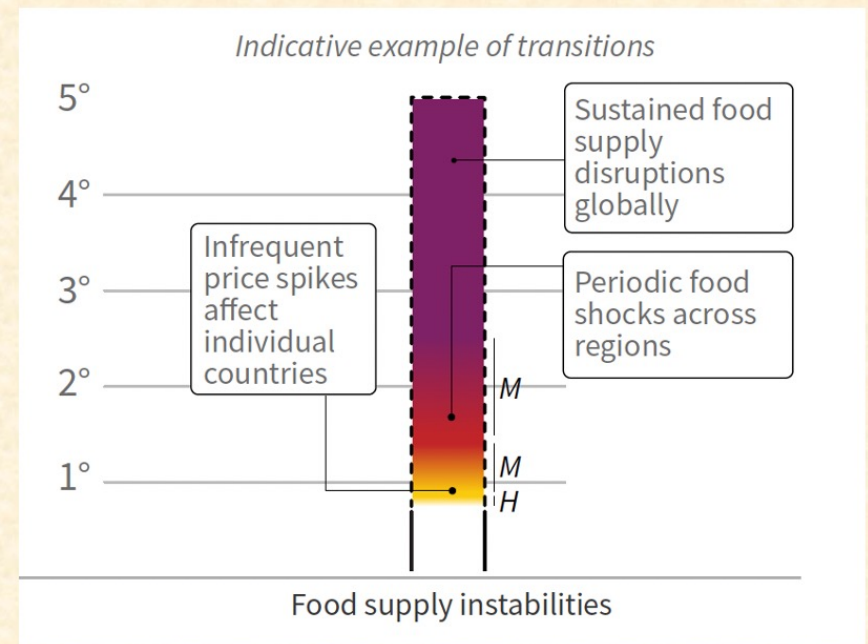 Indicative example of transitions
5°
Sustained food
supply
disruptions
globally
4°
Infrequent
price spikes
affect
individual
countries
3°
Periodic food
shocks across
regions
2°
M
1°
M
H
Food supply instabilities